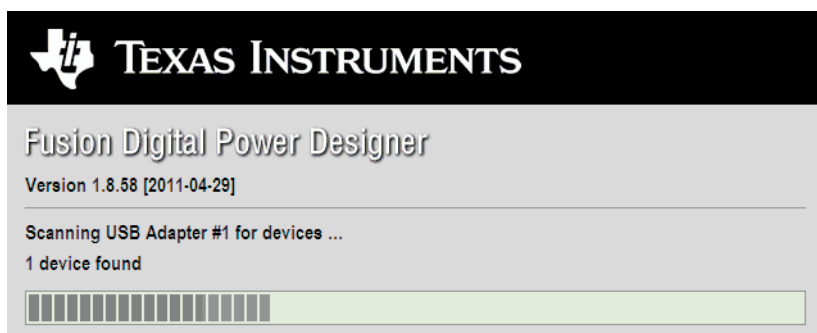 TEXAS INSTRUMENTS
Fusion Digital Power Designer
Version 1.8.58 [2011-04-29]
Scanning USB Adapter #1 for devices ...
1 device found